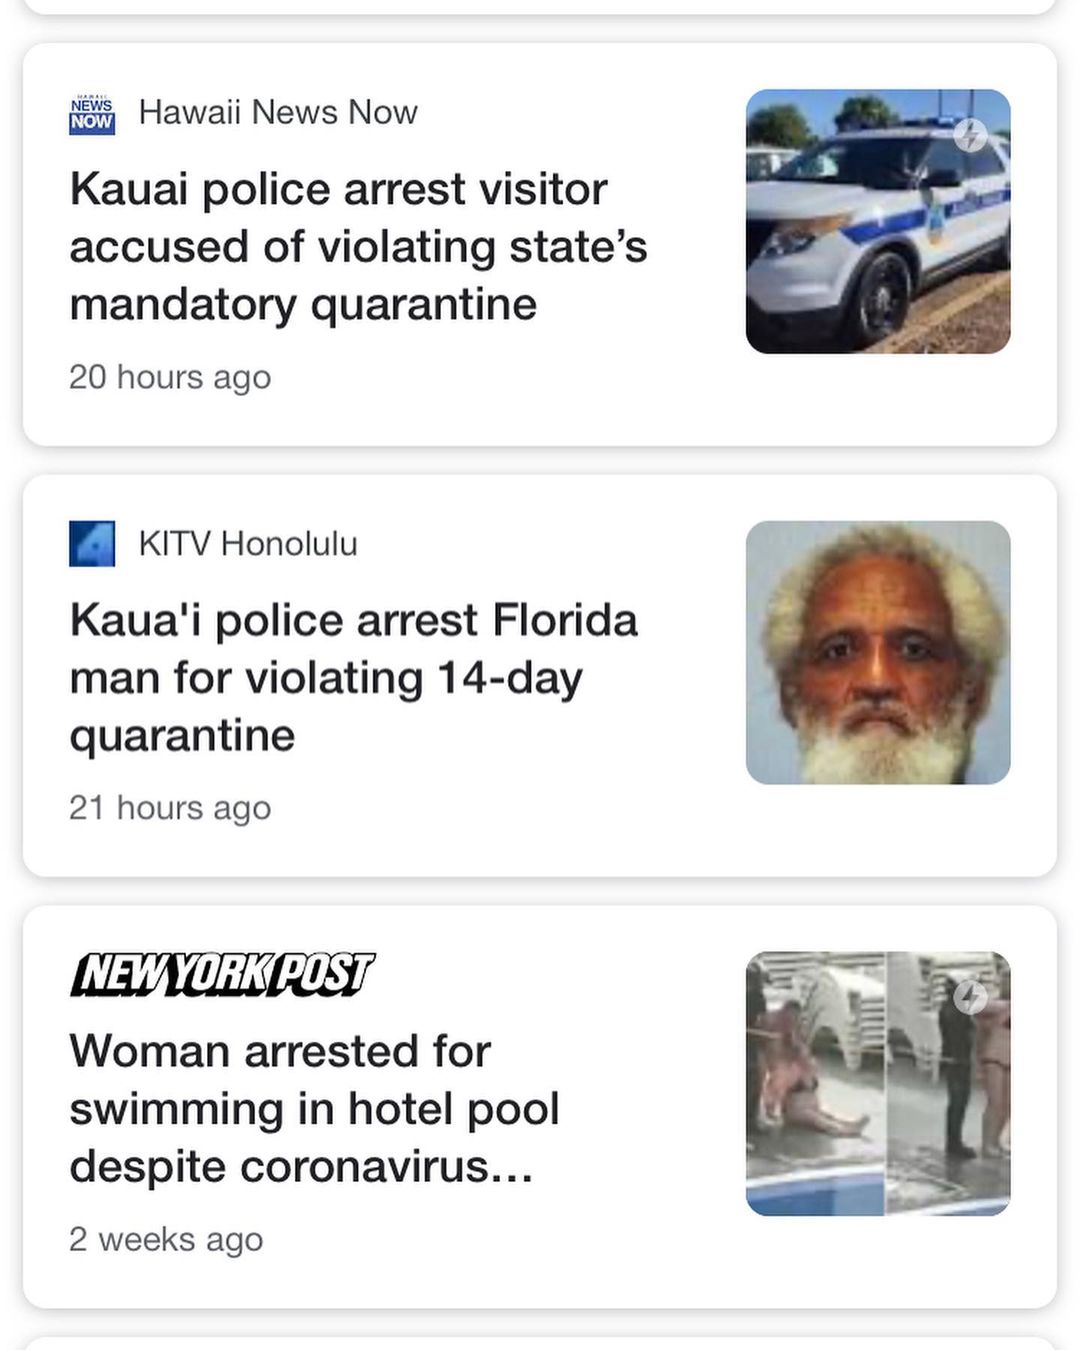 HAWAII
NEWS
NOW
Hawaii News Now
Kauai police arrest visitor
accused of violating state’s
mandatory quarantine
20 hours ago
4
KITV Honolulu
Kaua'i police arrest Florida
man for violating 14-day
quarantine
21 hours ago
NEW YORK POST
Woman arrested for
swimming in hotel pool
despite coronavirus...
2 weeks ago